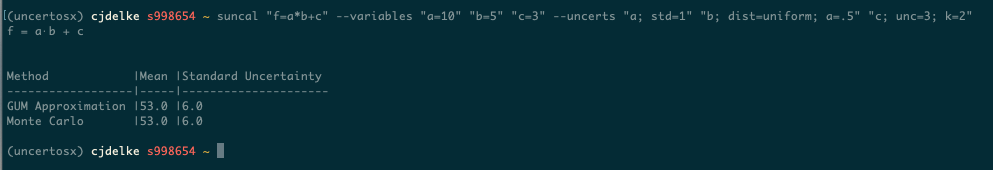 (uncertosx) cjdelke s998654 ~ suncal "f=a*b+c" --variables "a=10" "b=5" "c=3" --uncerts "a; std=1" "b; dist=uniform; a=.5" "c; unc=3; k=2"
f = a·b + c
Method            |Mean |Standard Uncertainty
------------------|-----|---------------------
GUM Approximation |53.0 |6.0
Monte Carlo       |53.0 |6.0
(uncertosx) cjdelke s998654 ~